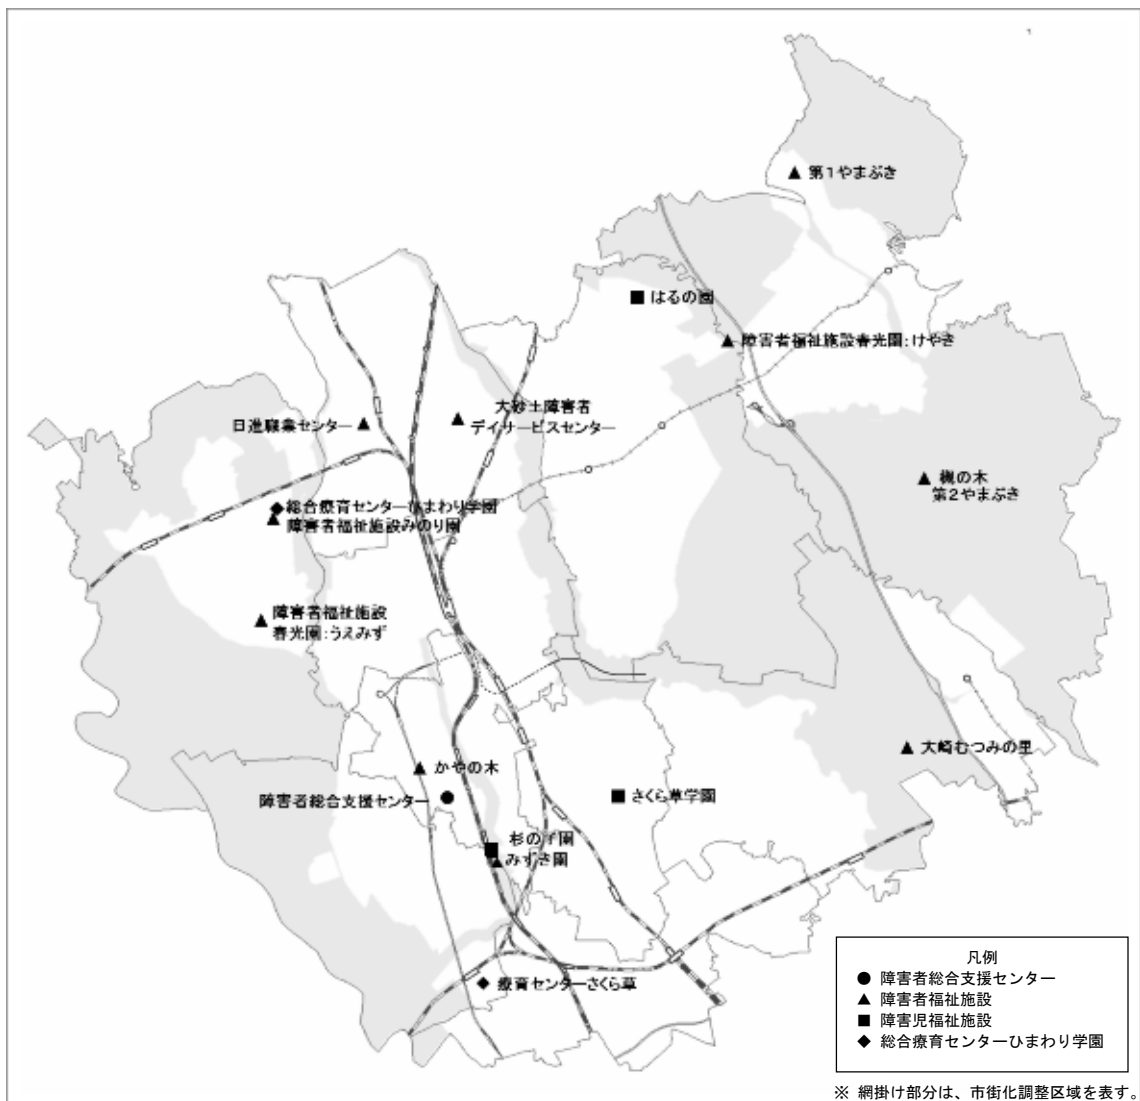 第1やまぶき
はるの園
障害者福祉施設春光園：けやき
大砂土障害者
デイサービスセンター
日進職業センター
槻の木
第2やまぶき
総合療育センターひまわり学園
障害者福祉施設みのり園
障害者福祉施設
春光園：うえみず
大崎むつみの里
かやの木
障害者総合支援センター
さくら草学園
杉の子園
みずき園
療育センターさくら草
凡例
● 障害者総合支援センター
▲ 障害者福祉施設
■ 障害児福祉施設
◆ 総合療育センターひまわり学園
※ 網掛け部分は、市街化調整区域を表す。